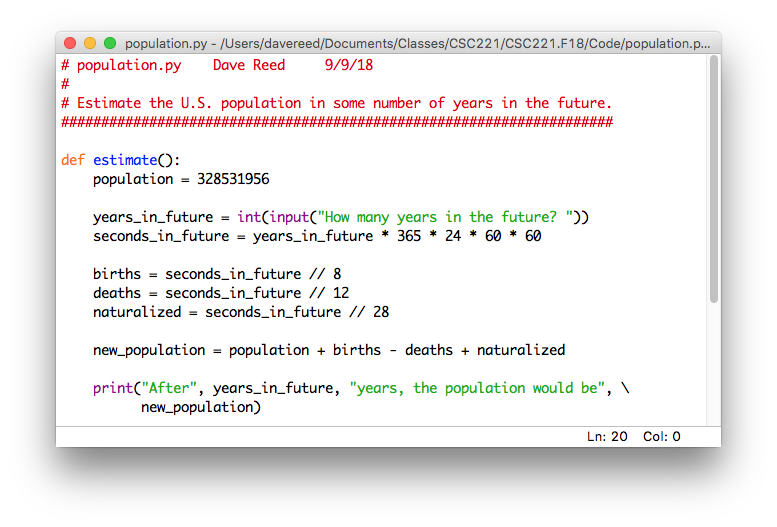 population.py - /Users/davereed/Documents/Classes/CSC221/CSC221.F18/Code/population.p...
# population.py    Dave Reed     9/9/18
#
# Estimate the U.S. population in some number of years in the future.
#####################################################################
def estimate():
    population = 328531956
    years_in_future = int(input("How many years in the future? "))
    seconds_in_future = years_in_future * 365 * 24 * 60 * 60
    births = seconds_in_future // 8
    deaths = seconds_in_future // 12
    naturalized = seconds_in_future // 28
    new_population = population + births - deaths + naturalized
    print("After", years_in_future, "years, the population would be", \
          new_population)
Ln: 20  Col: 0